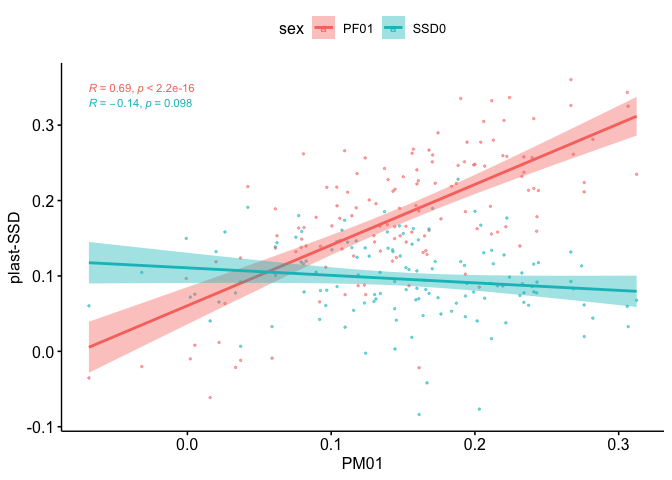 sex PF01 SSD0
R = 0.69, p < 2.2e-16
R = −0.14, p = 0.098
0.3
0.2
0.1
0.0
-0.1
plast-SSD
0.0 0.1 0.2 0.3
PM01